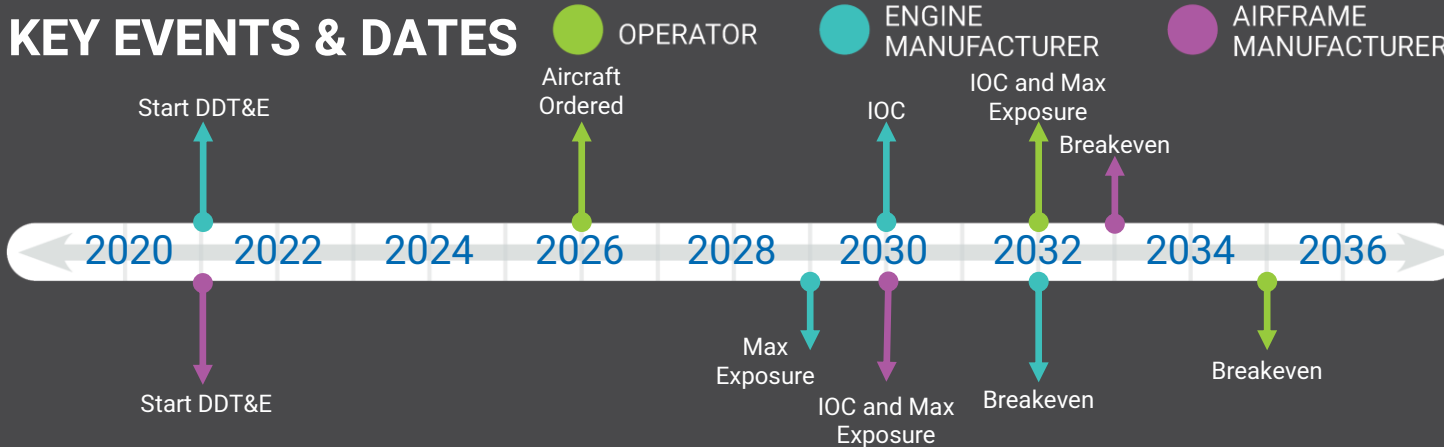 KEY EVENTS & DATES
OPERATOR
ENGINE
MANUFACTURER
AIRFRAME
MANUFACTURER
Start DDT&E
Aircraft
Ordered
IOC
IOC and Max
Exposure
Breakeven
2020 2022 2024 2026 2028 2030 2032 2034 2036
Start DDT&E
Max
Exposure
IOC and Max
Exposure
Breakeven
Breakeven